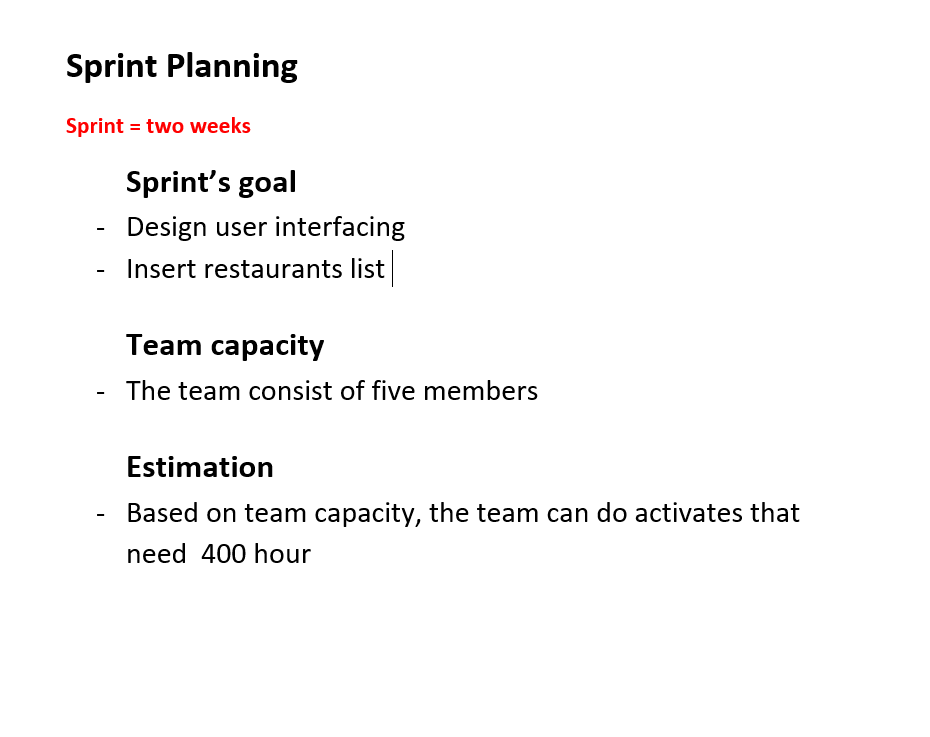 Sprint Planning
Sprint = two weeks
Sprint’s goal
- Design user interfacing
- Insert restaurants list
Team capacity
- The team consist of five members
Estimation
- Based on team capacity, the team can do activates that
need  400 hour